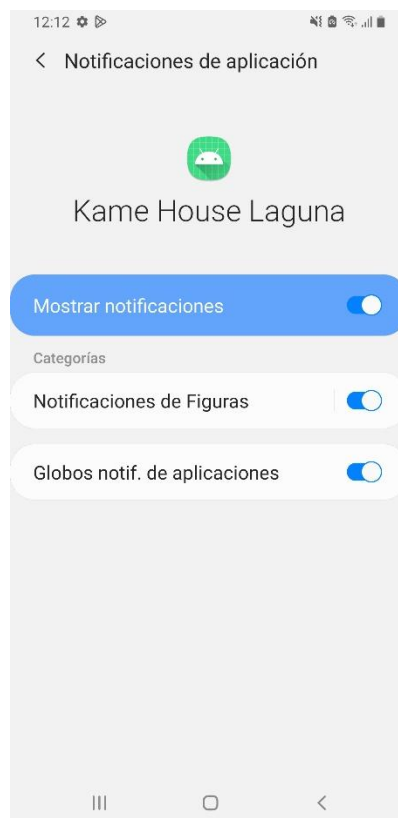 12:12
Notificaciones de aplicación
Kame House Laguna
Mostrar notificaciones
Categorías
Notificaciones de Figuras
Globos notif. de aplicaciones